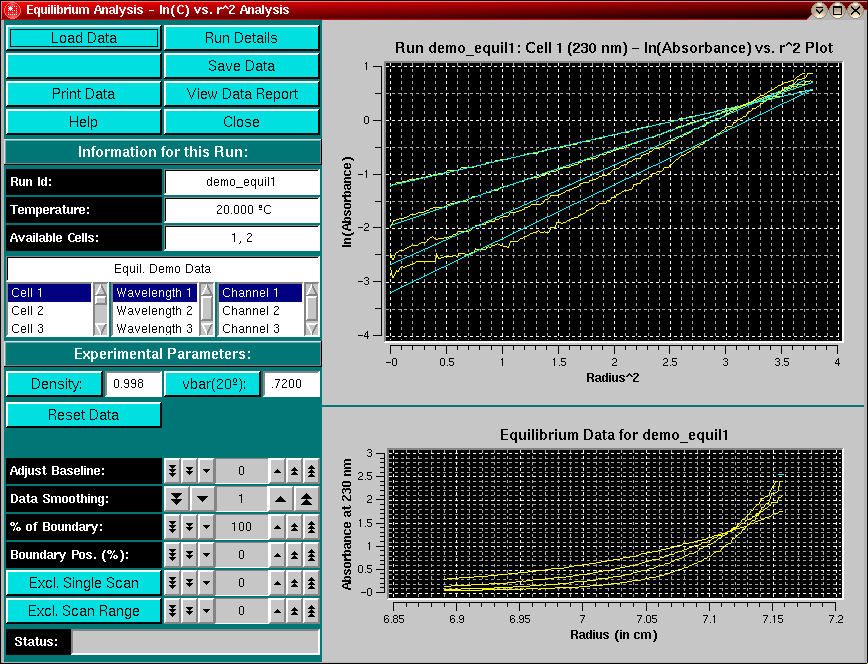 Equilibrium Analysis - ln(C) vs. r^2 Analysis
Load Data
Run Details
Save Data
Print Data
View Data Report
Help
Close
Information for this Run:
Run Id:
demo_equil1
Temperature:
20.000 ºC
Available Cells:
1, 2
Equil. Demo Data
Cell 1
Cell 2
Cell 3
Wavelength 1
Wavelength 2
Wavelength 3
Channel 1
Channel 2
Channel 3
Experimental Parameters:
Density:
0.998
vbar(20º):
.7200
Reset Data
Adjust Baseline:
0
Data Smoothing:
1
% of Boundary:
100
Boundary Pos. (%):
0
Excl. Single Scan
0
Excl. Scan Range
0
Status:
Run demo_equil1: Cell 1 (230 nm) - ln(Absorbance) vs. r^2 Plot
ln(Absorbance)
1
0
-1
-2
-3
-4
-0
0.5
1
1.5
2
2.5
3
3.5
4
Radius^2
Equilibrium Data for demo_equil1
Absorbance at 230 nm
3
2.5
2
1.5
1
0.5
-0
6.85
6.9
6.95
7
7.05
7.1
7.15
7.2
Radius (in cm)